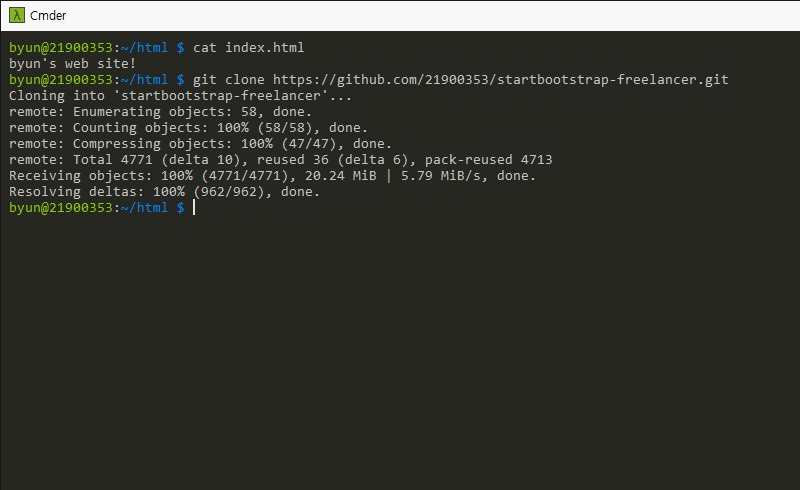 λ Cmder
byun@21900353:~/html $ cat index.html
byun's web site!
byun@21900353:~/html $ git clone https://github.com/21900353/startbootstrap-freelancer.git
Cloning into 'startbootstrap-freelancer'...
remote: Enumerating objects: 58, done.
remote: Counting objects: 100% (58/58), done.
remote: Compressing objects: 100% (47/47), done.
remote: Total 4771 (delta 10), reused 36 (delta 6), pack-reused 4713
Receiving objects: 100% (4771/4771), 20.24 MiB | 5.79 MiB/s, done.
Resolving deltas: 100% (962/962), done.
byun@21900353:~/html $